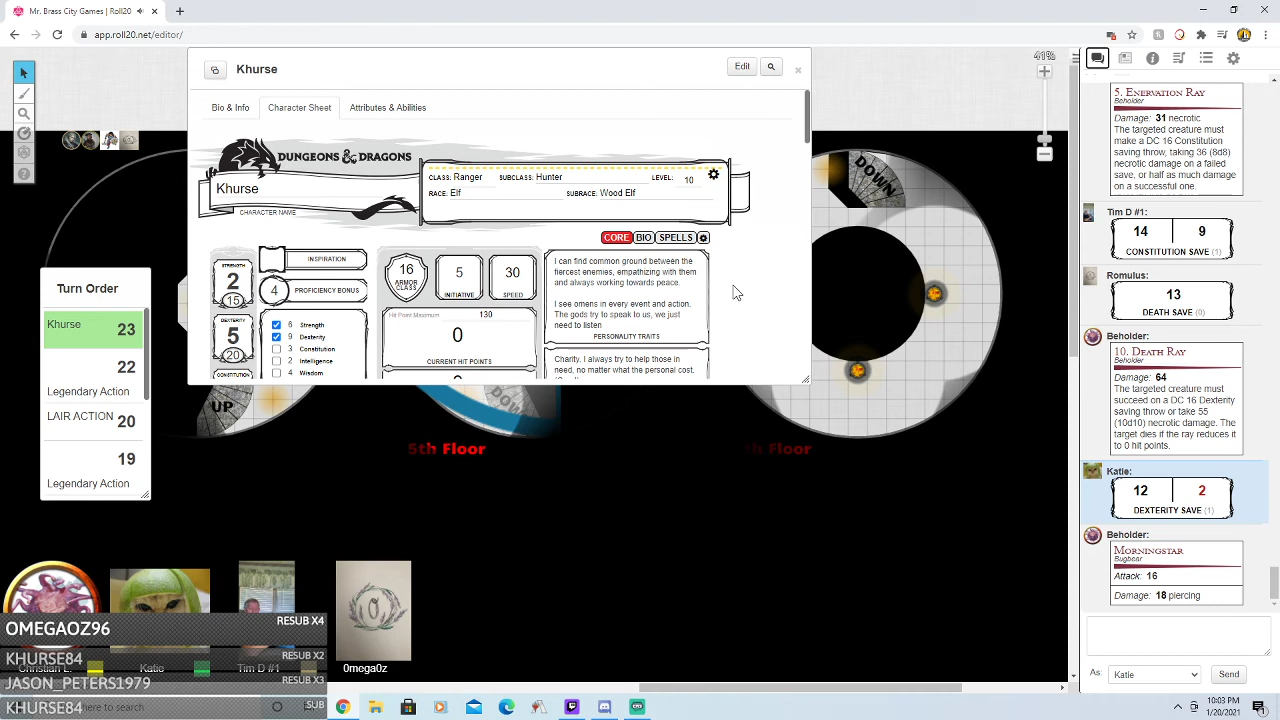 Mr. Brass City Games | Roll20
app.roll20.net/editor/
41%
Khurse
Edit
Bio & Info
Character Sheet
Attributes & Abilities
DUNGEONS & DRAGONS
CLASS: Ranger SUBCLASS: Hunter LEVEL: 10
RACE: Elf SUBRACE: Wood Elf
Khurse
CHARACTER NAME
CORE BIO SPELLS
STRENGTH
2
15
DEXTERITY
5
20
CONSTITUTION
INSPIRATION
4 PROFICIENCY BONUS
6 Strength
9 Dexterity
3 Constitution
2 Intelligence
4 Wisdom
16
ARMOR
CLASS
5
INITIATIVE
30
SPEED
Hit Point Maximum 130
0
CURRENT HIT POINTS
I can find common ground between the
fiercest enemies, empathizing with them
and always working towards peace.
I see omens in every event and action.
The gods try to speak to us, we just
need to listen
PERSONALITY TRAITS
Charity. I always try to help those in
need, no matter what the personal cost.
Turn Order
Khurse 23
22
Legendary Action
LAIR ACTION 20
19
Legendary Action
UP
DOWN
DOWN
5th Floor
th Floor
OMEGAOZ96 RESUB X4
KHURSE84 RESUB X2
JASON_PETERS1979 RESUB X3
KHURSE84 SUB
Christian L.
Katie
Tim D #1
0mega0z
here to search
5. Enervation Ray
Beholder
Damage: 31 necrotic
The targeted creature must
make a DC 16 Constitution
saving throw, taking 36 (8d8)
necrotic damage on a failed
save, or half as much damage
on a successful one.
Tim D #1:
14 9
CONSTITUTION SAVE (1)
Romulus:
13
DEATH SAVE (0)
Beholder:
10. Death Ray
Beholder
Damage: 64
The targeted creature must
succeed on a DC 16 Dexterity
saving throw or take 55
(10d10) necrotic damage. The
target dies if the ray reduces it
to 0 hit points.
Katie:
12 2
DEXTERITY SAVE (1)
Beholder:
Morningstar
Bugbear
Attack: 16
Damage: 18 piercing
As: Katie
Send
10:03 PM
1/20/2021